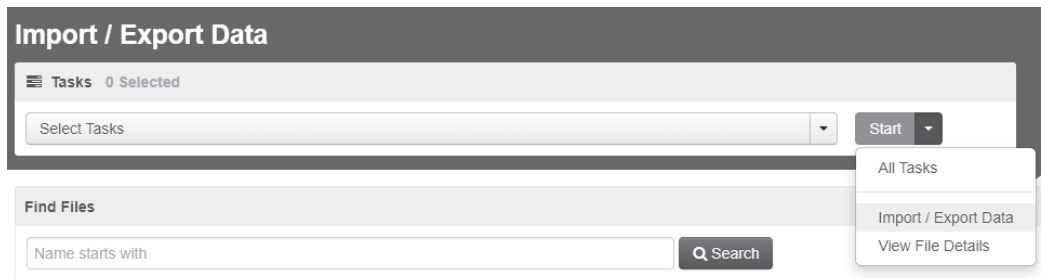 Import / Export Data
Tasks 0 Selected
Select Tasks
Start
All Tasks
Find Files
Import / Export Data
Name starts with
Search
View File Details